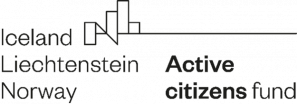 Iceland
Liechtenstein
Norway
Active
citizens fund